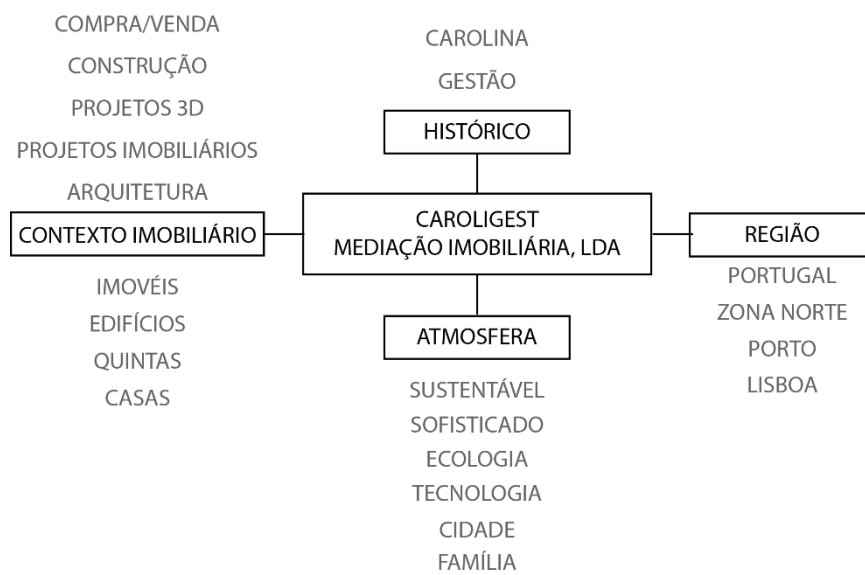 COMPRA/VENDA
CONSTRUÇÃO
PROJETOS 3D
PROJETOS IMOBILIÁRIOS
ARQUITETURA
CONTEXTO IMOBILIÁRIO
IMOVÉIS
EDIFÍCIOS
QUINTAS
CASAS
CAROLINA
GESTÃO
HISTÓRICO
CAROLIGEST
MEDIAÇÃO IMOBILIÁRIA, LDA
ATMOSFERA
SUSTENTÁVEL
SOFISTICADO
ECOLOGIA
TECNOLOGIA
CIDADE
FAMÍLIA
REGIÃO
PORTUGAL
ZONA NORTE
PORTO
LISBOA